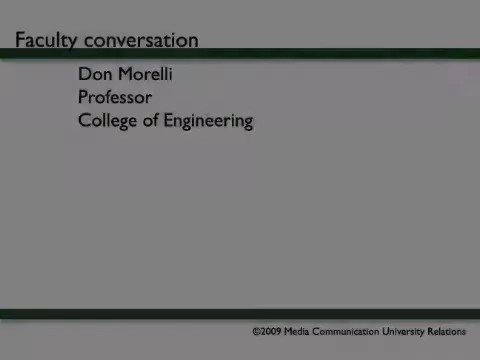 Faculty conversation
Don Morelli
Professor
College of Engineering
©2009 Media Communication University Relations